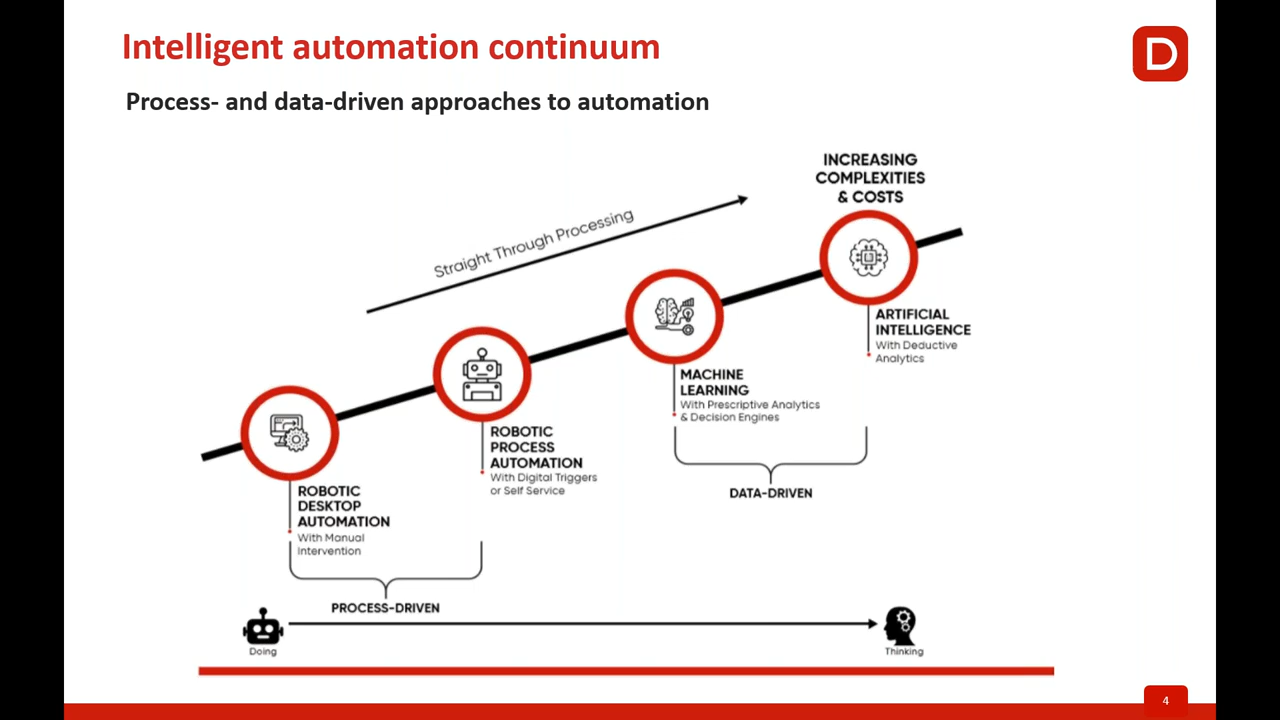 Intelligent automation continuum
D
Process- and data-driven approaches to automation
INCREASING
COMPLEXITIES
& COSTS
Straight Through Processing
ARTIFICIAL
INTELLIGENCE
With Deductive
Analytics
MACHINE
LEARNING
With Prescriptive Analytics
& Decision Engines
DATA-DRIVEN
ROBOTIC
PROCESS
AUTOMATION
With Digital Triggers
or Self Service
ROBOTIC
DESKTOP
AUTOMATION
With Manual
Intervention
PROCESS-DRIVEN
Doing
Thinking
4